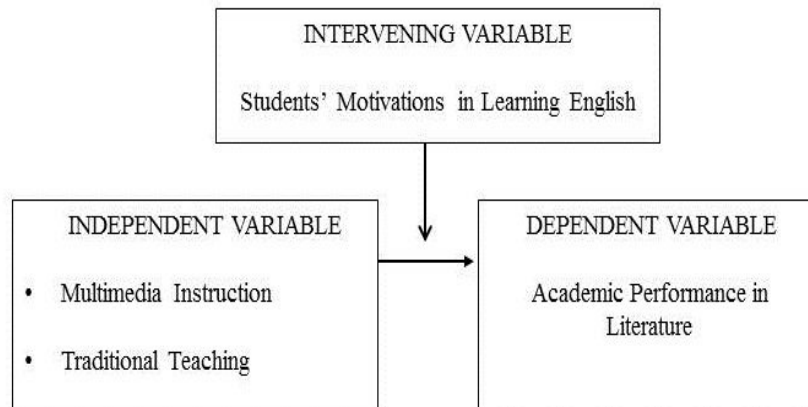 INTERVENING VARIABLE
Students’ Motivations in Learning English
INDEPENDENT VARIABLE
• Multimedia Instruction
• Traditional Teaching
DEPENDENT VARIABLE
Academic Performance in
Literature